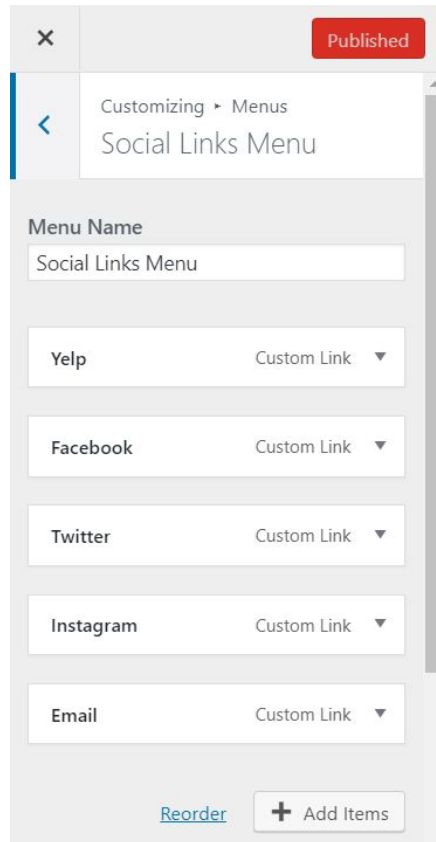 Published
Customizing ▸ Menus
Social Links Menu
Menu Name
Social Links Menu
Yelp Custom Link
Facebook Custom Link
Twitter Custom Link
Instagram Custom Link
Email Custom Link
Reorder + Add Items